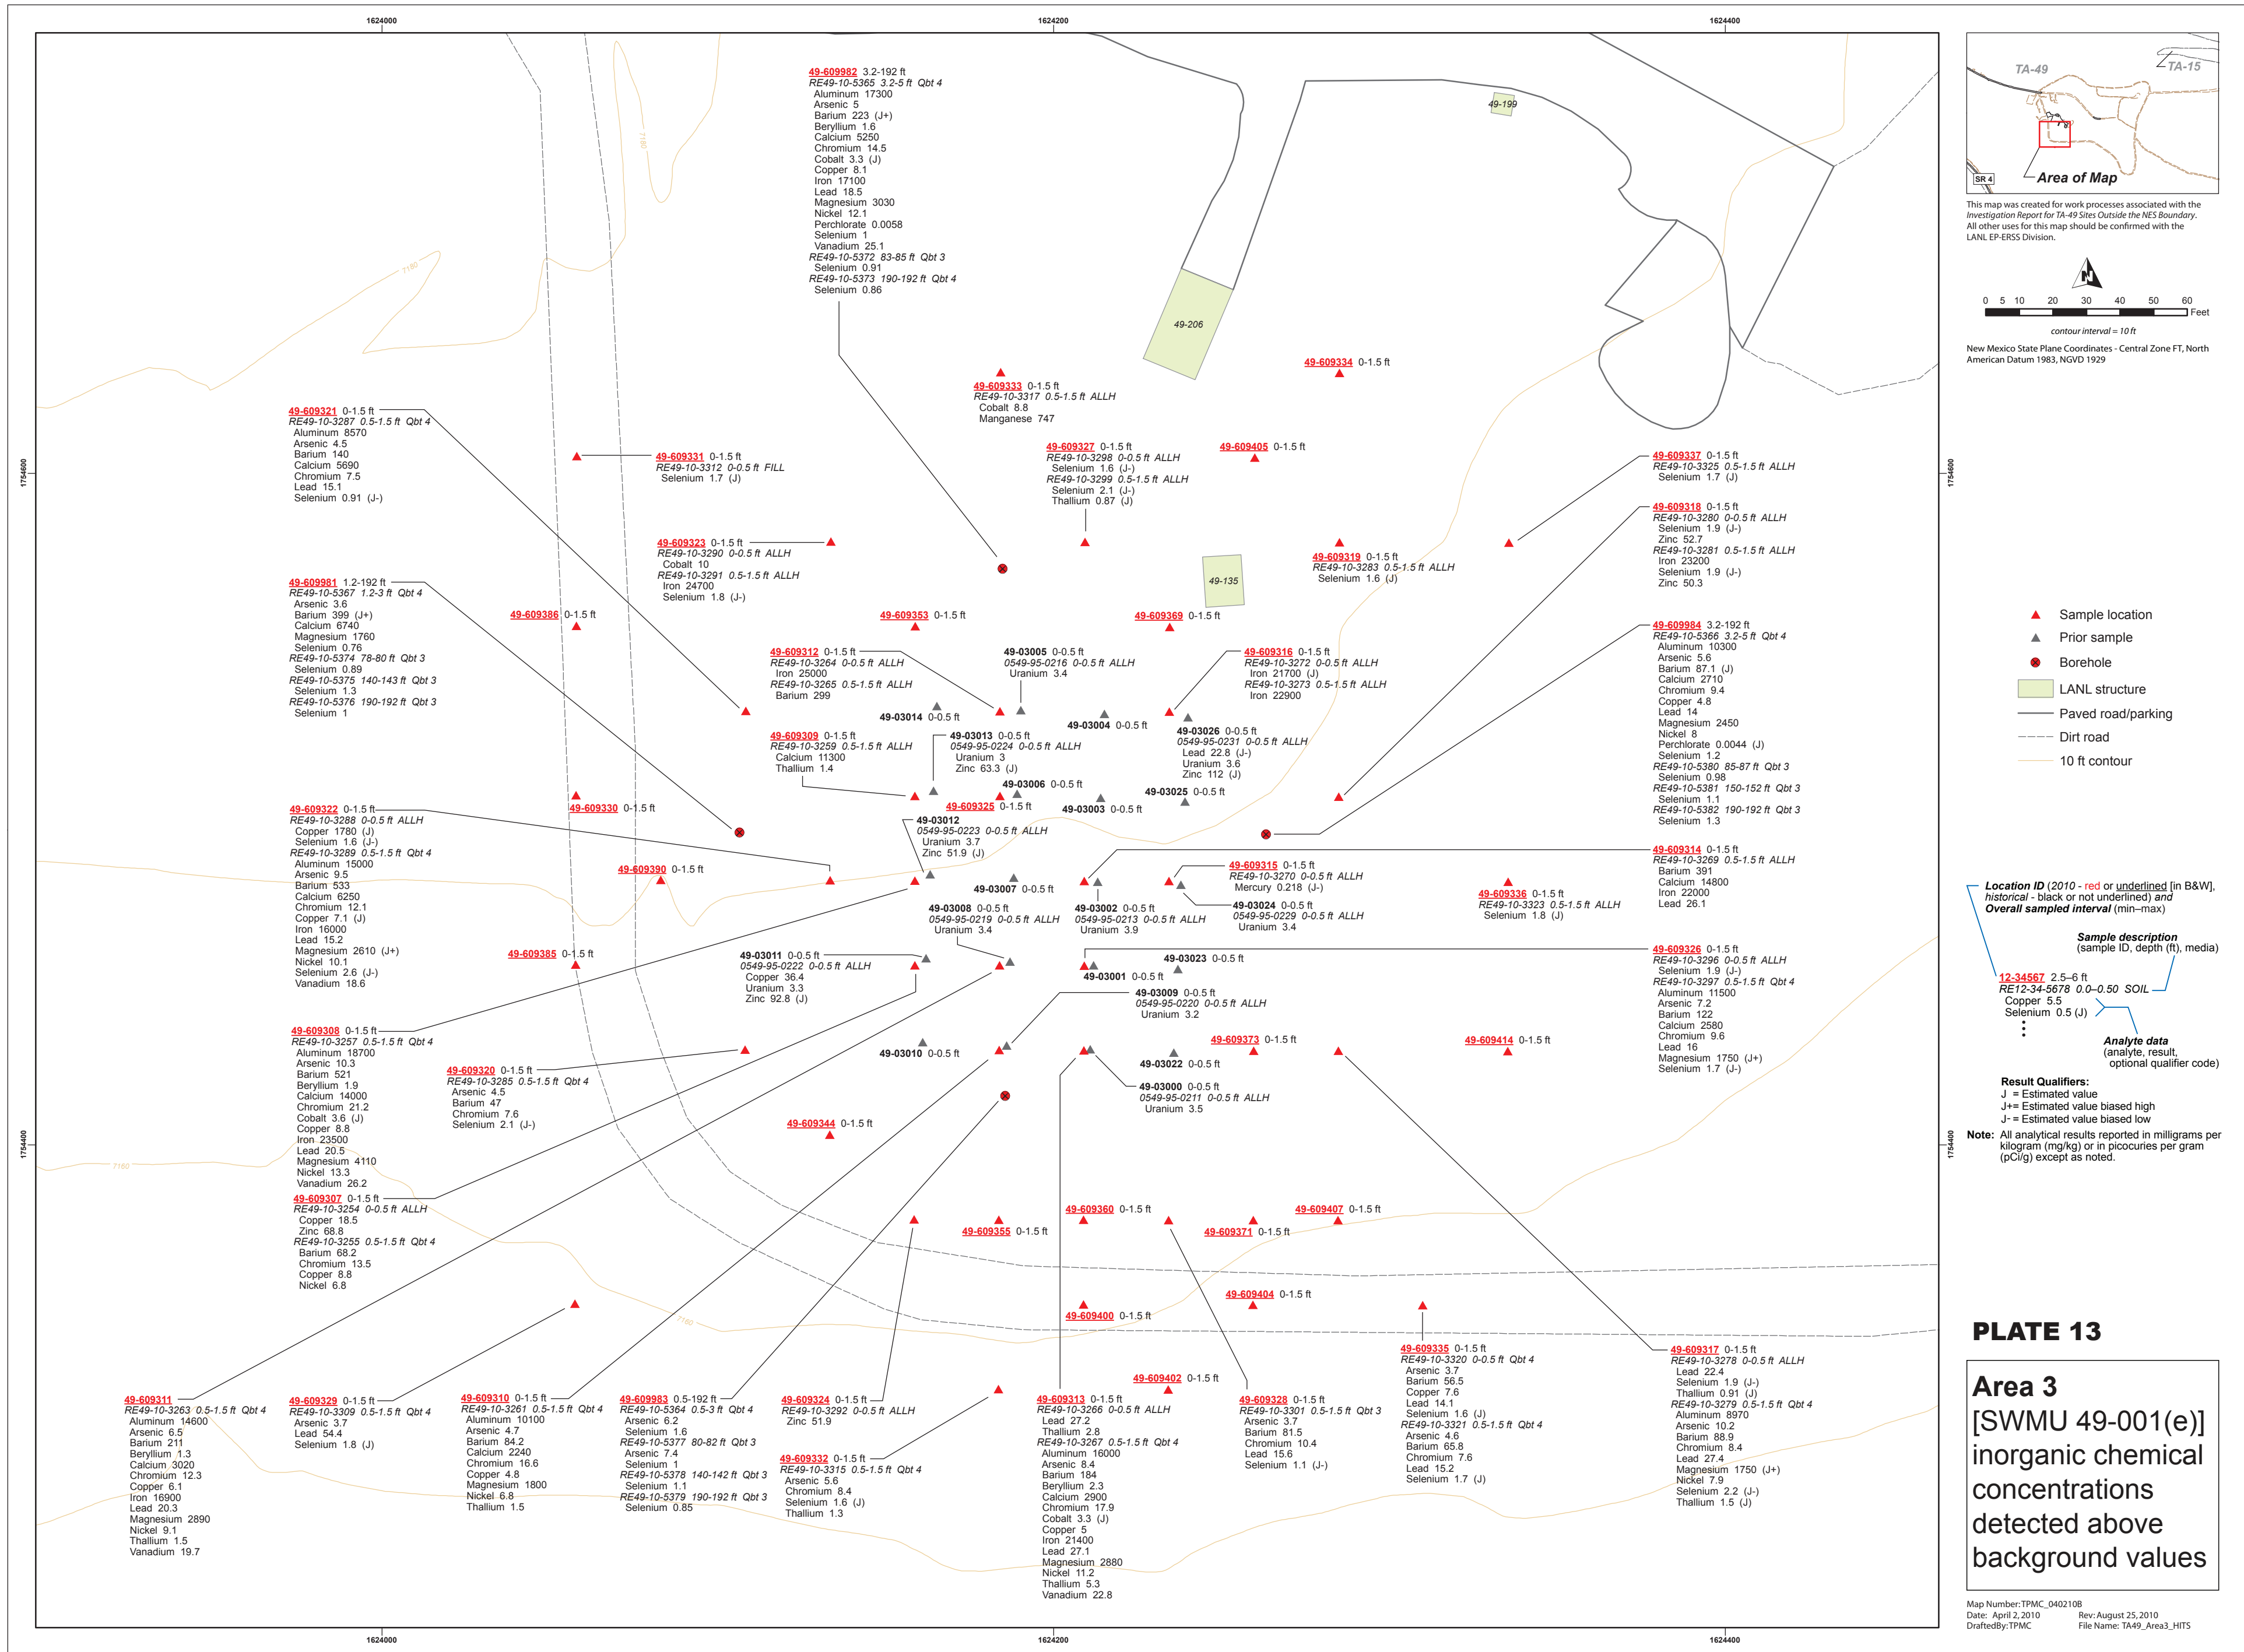 1624000
1624200
1624400
49-609982 3.2-192 ft
RE49-10-5365 3.2-5 ft Qbt 4
Aluminum 17300
Arsenic 5
Barium 223 (J+)
Beryllium 1.6
Calcium 5250
Chromium 14.5
Cobalt 3.3 (J)
Copper 8.1
Iron 17100
Lead 18.5
Magnesium 3030
Nickel 12.1
Perchlorate 0.0058
Selenium 1
Vanadium 25.1
RE49-10-5372 83-85 ft Qbt 3
Selenium 0.91
RE49-10-5373 190-192 ft Qbt 4
Selenium 0.86
7180
7180
49-199
49-206
49-135
49-609333 0-1.5 ft
RE49-10-3317 0.5-1.5 ft ALLH
Cobalt 8.8
Manganese 747
49-609334 0-1.5 ft
49-609321 0-1.5 ft
RE49-10-3287 0.5-1.5 ft Qbt 4
Aluminum 8570
Arsenic 4.5
Barium 140
Calcium 5690
Chromium 7.5
Lead 15.1
Selenium 0.91 (J-)
49-609331 0-1.5 ft
RE49-10-3312 0-0.5 ft FILL
Selenium 1.7 (J)
49-609327 0-1.5 ft
RE49-10-3298 0-0.5 ft ALLH
Selenium 1.6 (J-)
RE49-10-3299 0.5-1.5 ft ALLH
Selenium 2.1 (J-)
Thallium 0.87 (J)
49-609405 0-1.5 ft
49-609337 0-1.5 ft
RE49-10-3325 0.5-1.5 ft ALLH
Selenium 1.7 (J)
1754600
1754600
49-609318 0-1.5 ft
RE49-10-3280 0-0.5 ft ALLH
Selenium 1.9 (J-)
Zinc 52.7
RE49-10-3281 0.5-1.5 ft ALLH
Iron 23200
Selenium 1.9 (J-)
Zinc 50.3
49-609323 0-1.5 ft
RE49-10-3290 0-0.5 ft ALLH
Cobalt 10
RE49-10-3291 0.5-1.5 ft ALLH
Iron 24700
Selenium 1.8 (J-)
49-609319 0-1.5 ft
RE49-10-3283 0.5-1.5 ft ALLH
Selenium 1.6 (J)
49-609981 1.2-192 ft
RE49-10-5367 1.2-3 ft Qbt 4
Arsenic 3.6
Barium 399 (J+)
Calcium 6740
Magnesium 1760
Selenium 0.76
RE49-10-5374 78-80 ft Qbt 3
Selenium 0.89
RE49-10-5375 140-143 ft Qbt 3
Selenium 1.3
RE49-10-5376 190-192 ft Qbt 3
Selenium 1
49-609386 0-1.5 ft
49-609353 0-1.5 ft
49-609369 0-1.5 ft
49-609984 3.2-192 ft
RE49-10-5366 3.2-5 ft Qbt 4
Aluminum 10300
Arsenic 5.6
Barium 87.1 (J)
Calcium 2710
Chromium 9.4
Copper 4.8
Lead 14
Magnesium 2450
Nickel 8
Perchlorate 0.0044 (J)
Selenium 1.2
RE49-10-5380 85-87 ft Qbt 3
Selenium 0.98
RE49-10-5381 150-152 ft Qbt 3
Selenium 1.1
RE49-10-5382 190-192 ft Qbt 3
Selenium 1.3
49-609312 0-1.5 ft
RE49-10-3264 0-0.5 ft ALLH
Iron 25000
RE49-10-3265 0.5-1.5 ft ALLH
Barium 299
49-03005 0-0.5 ft
0549-95-0216 0-0.5 ft ALLH
Uranium 3.4
49-609316 0-1.5 ft
RE49-10-3272 0-0.5 ft ALLH
Iron 21700 (J)
RE49-10-3273 0.5-1.5 ft ALLH
Iron 22900
49-03014 0-0.5 ft
49-03004 0-0.5 ft
49-609309 0-1.5 ft
RE49-10-3259 0.5-1.5 ft ALLH
Calcium 11300
Thallium 1.4
49-03013 0-0.5 ft
0549-95-0224 0-0.5 ft ALLH
Uranium 3
Zinc 63.3 (J)
49-03026 0-0.5 ft
0549-95-0231 0-0.5 ft ALLH
Lead 22.8 (J-)
Uranium 3.6
Zinc 112 (J)
49-03006 0-0.5 ft
49-609325 0-1.5 ft
49-03003 0-0.5 ft
49-03025 0-0.5 ft
49-609330 0-1.5 ft
49-609322 0-1.5 ft
RE49-10-3288 0-0.5 ft ALLH
Copper 1780 (J)
Selenium 1.6 (J-)
RE49-10-3289 0.5-1.5 ft Qbt 4
Aluminum 15000
Arsenic 9.5
Barium 533
Calcium 6250
Chromium 12.1
Copper 7.1 (J)
Iron 16000
Lead 15.2
Magnesium 2610 (J+)
Nickel 10.1
Selenium 2.6 (J-)
Vanadium 18.6
49-03012
0549-95-0223 0-0.5 ft ALLH
Uranium 3.7
Zinc 51.9 (J)
49-609390 0-1.5 ft
49-03007 0-0.5 ft
49-609315 0-1.5 ft
RE49-10-3270 0-0.5 ft ALLH
Mercury 0.218 (J-)
49-609314 0-1.5 ft
RE49-10-3269 0.5-1.5 ft ALLH
Barium 391
Calcium 14800
Iron 22000
Lead 26.1
49-609336 0-1.5 ft
RE49-10-3323 0.5-1.5 ft ALLH
Selenium 1.8 (J)
49-03008 0-0.5 ft
0549-95-0219 0-0.5 ft ALLH
Uranium 3.4
49-03002 0-0.5 ft
0549-95-0213 0-0.5 ft ALLH
Uranium 3.9
49-03024 0-0.5 ft
0549-95-0229 0-0.5 ft ALLH
Uranium 3.4
49-609385 0-1.5 ft
49-03011 0-0.5 ft
0549-95-0222 0-0.5 ft ALLH
Copper 36.4
Uranium 3.3
Zinc 92.8 (J)
49-03023 0-0.5 ft
49-03001 0-0.5 ft
49-609326 0-1.5 ft
RE49-10-3296 0-0.5 ft ALLH
Selenium 1.9 (J-)
RE49-10-3297 0.5-1.5 ft Qbt 4
Aluminum 11500
Arsenic 7.2
Barium 122
Calcium 2580
Chromium 9.6
Lead 16
Magnesium 1750 (J+)
Selenium 1.7 (J-)
49-03009 0-0.5 ft
0549-95-0220 0-0.5 ft ALLH
Uranium 3.2
49-609308 0-1.5 ft
RE49-10-3257 0.5-1.5 ft Qbt 4
Aluminum 18700
Arsenic 10.3
Barium 521
Beryllium 1.9
Calcium 14000
Chromium 21.2
Cobalt 3.6 (J)
Copper 8.8
Iron 23500
Lead 20.5
Magnesium 4110
Nickel 13.3
Vanadium 26.2
49-609320 0-1.5 ft
RE49-10-3285 0.5-1.5 ft Qbt 4
Arsenic 4.5
Barium 47
Chromium 7.6
Selenium 2.1 (J-)
49-03010 0-0.5 ft
49-609373 0-1.5 ft
49-609414 0-1.5 ft
49-03022 0-0.5 ft
49-03000 0-0.5 ft
0549-95-0211 0-0.5 ft ALLH
Uranium 3.5
49-609344 0-1.5 ft
1754400
1754400
7160
49-609307 0-1.5 ft
RE49-10-3254 0-0.5 ft ALLH
Copper 18.5
Zinc 68.8
RE49-10-3255 0.5-1.5 ft Qbt 4
Barium 68.2
Chromium 13.5
Copper 8.8
Nickel 6.8
49-609355 0-1.5 ft
49-609360 0-1.5 ft
49-609371 0-1.5 ft
49-609407 0-1.5 ft
49-609404 0-1.5 ft
49-609400 0-1.5 ft
7160
49-609402 0-1.5 ft
49-609311
RE49-10-3263 0.5-1.5 ft Qbt 4
Aluminum 14600
Arsenic 6.5
Barium 211
Beryllium 1.3
Calcium 3020
Chromium 12.3
Copper 6.1
Iron 16900
Lead 20.3
Magnesium 2890
Nickel 9.1
Thallium 1.5
Vanadium 19.7
49-609329 0-1.5 ft
RE49-10-3309 0.5-1.5 ft Qbt 4
Arsenic 3.7
Lead 54.4
Selenium 1.8 (J)
49-609310 0-1.5 ft
RE49-10-3261 0.5-1.5 ft Qbt 4
Aluminum 10100
Arsenic 4.7
Barium 84.2
Calcium 2240
Chromium 16.6
Copper 4.8
Magnesium 1800
Nickel 6.8
Thallium 1.5
49-609983 0.5-192 ft
RE49-10-5364 0.5-3 ft Qbt 4
Arsenic 6.2
Selenium 1.6
RE49-10-5377 80-82 ft Qbt 3
Arsenic 7.4
Selenium 1
RE49-10-5378 140-142 ft Qbt 3
Selenium 1.1
RE49-10-5379 190-192 ft Qbt 3
Selenium 0.85
49-609324 0-1.5 ft
RE49-10-3292 0-0.5 ft ALLH
Zinc 51.9
49-609332 0-1.5 ft
RE49-10-3315 0.5-1.5 ft Qbt 4
Arsenic 5.6
Chromium 8.4
Selenium 1.6 (J)
Thallium 1.3
49-609313 0-1.5 ft
RE49-10-3266 0-0.5 ft ALLH
Lead 27.2
Thallium 2.8
RE49-10-3267 0.5-1.5 ft Qbt 4
Aluminum 16000
Arsenic 8.4
Barium 184
Beryllium 2.3
Calcium 2900
Chromium 17.9
Cobalt 3.3 (J)
Copper 5
Iron 21400
Lead 27.1
Magnesium 2880
Nickel 11.2
Thallium 5.3
Vanadium 22.8
49-609328 0-1.5 ft
RE49-10-3301 0.5-1.5 ft Qbt 3
Arsenic 3.7
Barium 81.5
Chromium 10.4
Lead 15.6
Selenium 1.1 (J-)
49-609335 0-1.5 ft
RE49-10-3320 0-0.5 ft Qbt 4
Arsenic 3.7
Barium 56.5
Copper 7.6
Lead 14.1
Selenium 1.6 (J)
RE49-10-3321 0.5-1.5 ft Qbt 4
Arsenic 4.6
Barium 65.8
Chromium 7.6
Lead 15.2
Selenium 1.7 (J)
49-609317 0-1.5 ft
RE49-10-3278 0-0.5 ft ALLH
Lead 22.4
Selenium 1.9 (J-)
Thallium 0.91 (J)
RE49-10-3279 0.5-1.5 ft Qbt 4
Aluminum 8970
Arsenic 10.2
Barium 88.9
Chromium 8.4
Lead 27.4
Magnesium 1750 (J+)
Nickel 7.9
Selenium 2.2 (J-)
Thallium 1.5 (J)
1624000
1624200
1624400
TA-49
TA-15
SR 4
Area of Map
This map was created for work processes associated with the
Investigation Report for TA-49 Sites Outside the NES Boundary.
All other uses for this map should be confirmed with the
LANL EP-ERSS Division.
N
0 5 10 20 30 40 50 60
Feet
contour interval = 10 ft
New Mexico State Plane Coordinates - Central Zone FT, North
American Datum 1983, NGVD 1929
Sample location
Prior sample
Borehole
LANL structure
Paved road/parking
Dirt road
10 ft contour
Location ID (2010 - red or underlined [in B&W],
historical - black or not underlined) and
Overall sampled interval (min–max)
Sample description
(sample ID, depth (ft), media)
12-34567 2.5–6 ft
RE12-34-5678 0.0–0.50 SOIL
Copper 5.5
Selenium 0.5 (J)
Analyte data
(analyte, result,
optional qualifier code)
Result Qualifiers:
J = Estimated value
J+= Estimated value biased high
J-= Estimated value biased low
Note: All analytical results reported in milligrams per
kilogram (mg/kg) or in picocuries per gram
(pCi/g) except as noted.
PLATE 13
Area 3
[SWMU 49-001(e)]
inorganic chemical
concentrations
detected above
background values
Map Number: TPMC_040210B
Date: April 2, 2010 Rev: August 25, 2010
DraftedBy: TPMC File Name: TA49_Area3_HITS